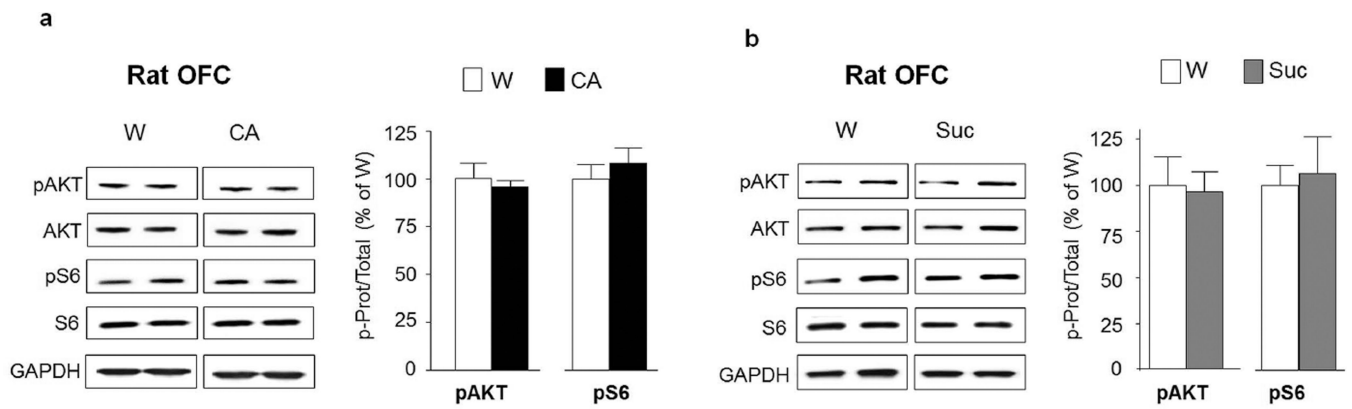 a
Rat OFC
W CA
pAKT
AKT
pS6
S6
GAPDH
W CA
p-Prot/Total (% of W)
125
100
75
50
25
0
pAKT pS6
b
Rat OFC
W Suc
pAKT
AKT
pS6
S6
GAPDH
W Suc
p-Prot/Total (% of W)
125
100
75
50
25
0
pAKT pS6